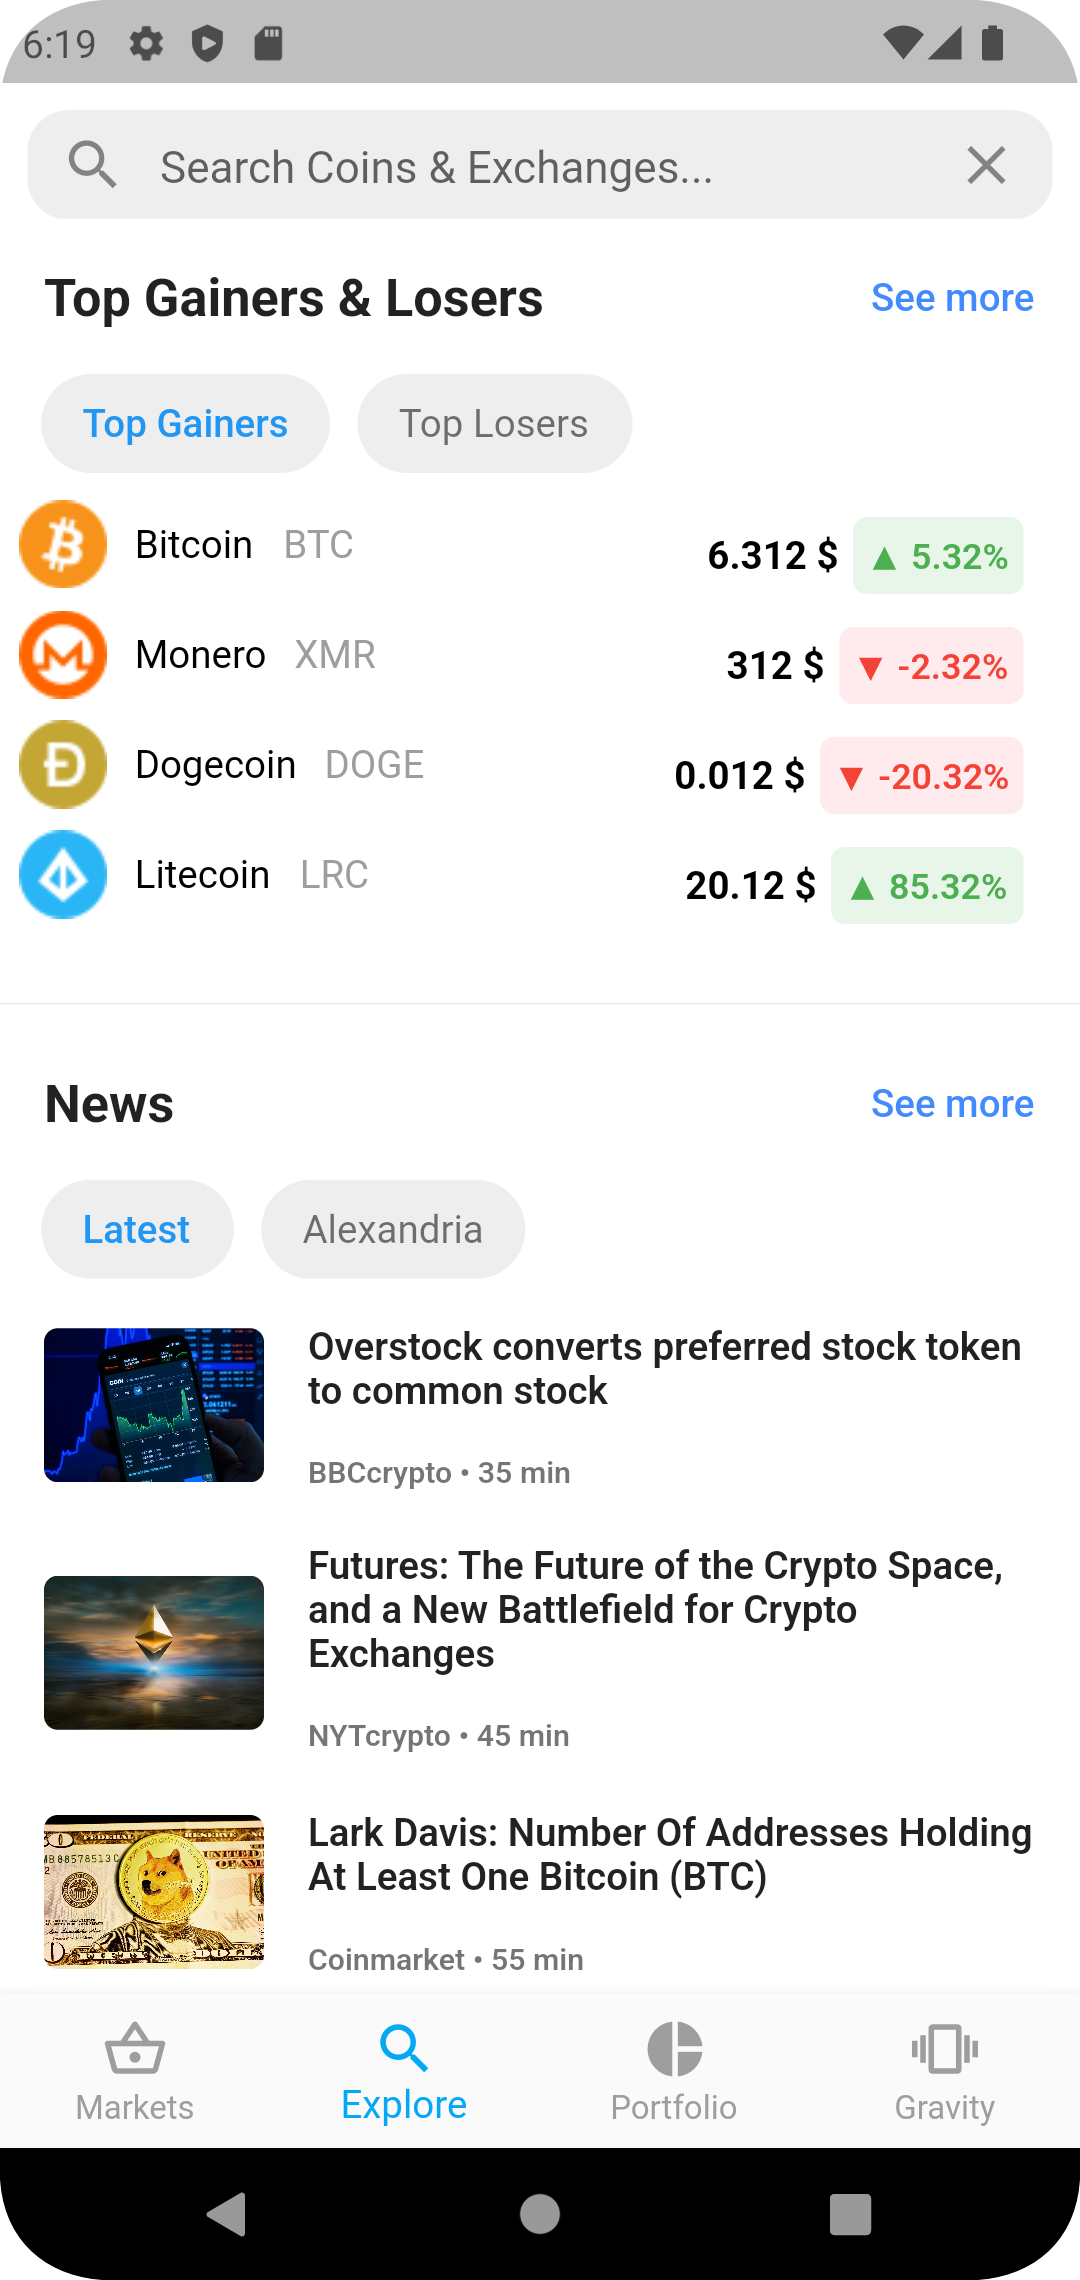 6:19
Search Coins & Exchanges...
Top Gainers & Losers
See more
Top Gainers
Top Losers
Bitcoin BTC
6.312 $ ▲ 5.32%
Monero XMR
312 $ ▼ -2.32%
Dogecoin DOGE
0.012 $ ▼ -20.32%
Litecoin LRC
20.12 $ ▲ 85.32%
News
See more
Latest
Alexandria
Overstock converts preferred stock token
to common stock
BBCcrypto • 35 min
Futures: The Future of the Crypto Space,
and a New Battlefield for Crypto
Exchanges
NYTcrypto • 45 min
FEDERAL RESERVE
Lark Davis: Number Of Addresses Holding
At Least One Bitcoin (BTC)
Coinmarket • 55 min
Markets
Explore
Portfolio
Gravity